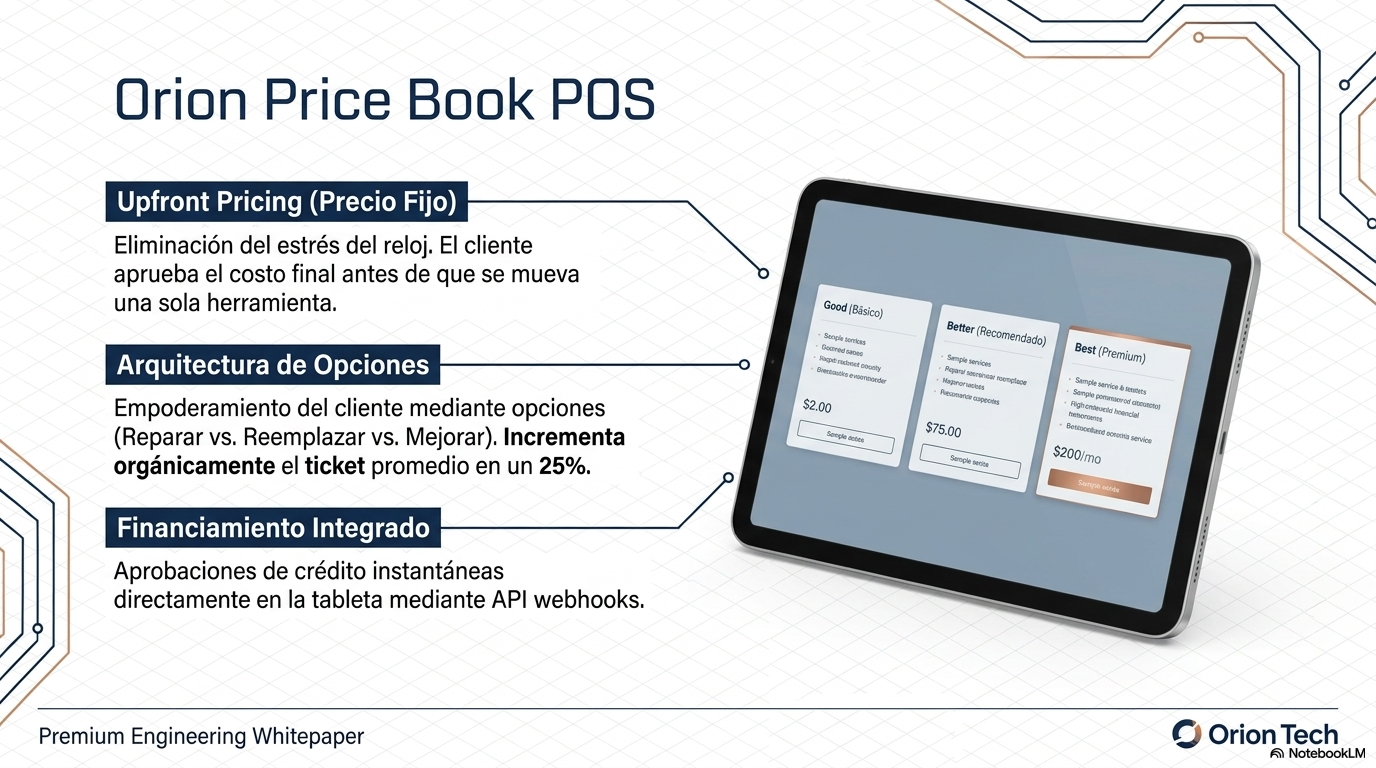 Orion Price Book POS
Upfront Pricing (Precio Fijo)
Eliminación del estrés del reloj. El cliente
aprueba el costo final antes de que se mueva
una sola herramienta.
Arquitectura de Opciones
Empoderamiento del cliente mediante opciones
(Reparar vs. Reemplazar vs. Mejorar). Incrementa
orgánicamente el ticket promedio en un 25%.
Financiamiento Integrado
Aprobaciones de crédito instantáneas
directamente en la tableta mediante API webhooks.
Good (Básico)
$2.00
Better (Recomendado)
Sample services
$75.00
Best (Premium)
$200/mo
Premium Engineering Whitepaper
Orion Tech
NotebookLM